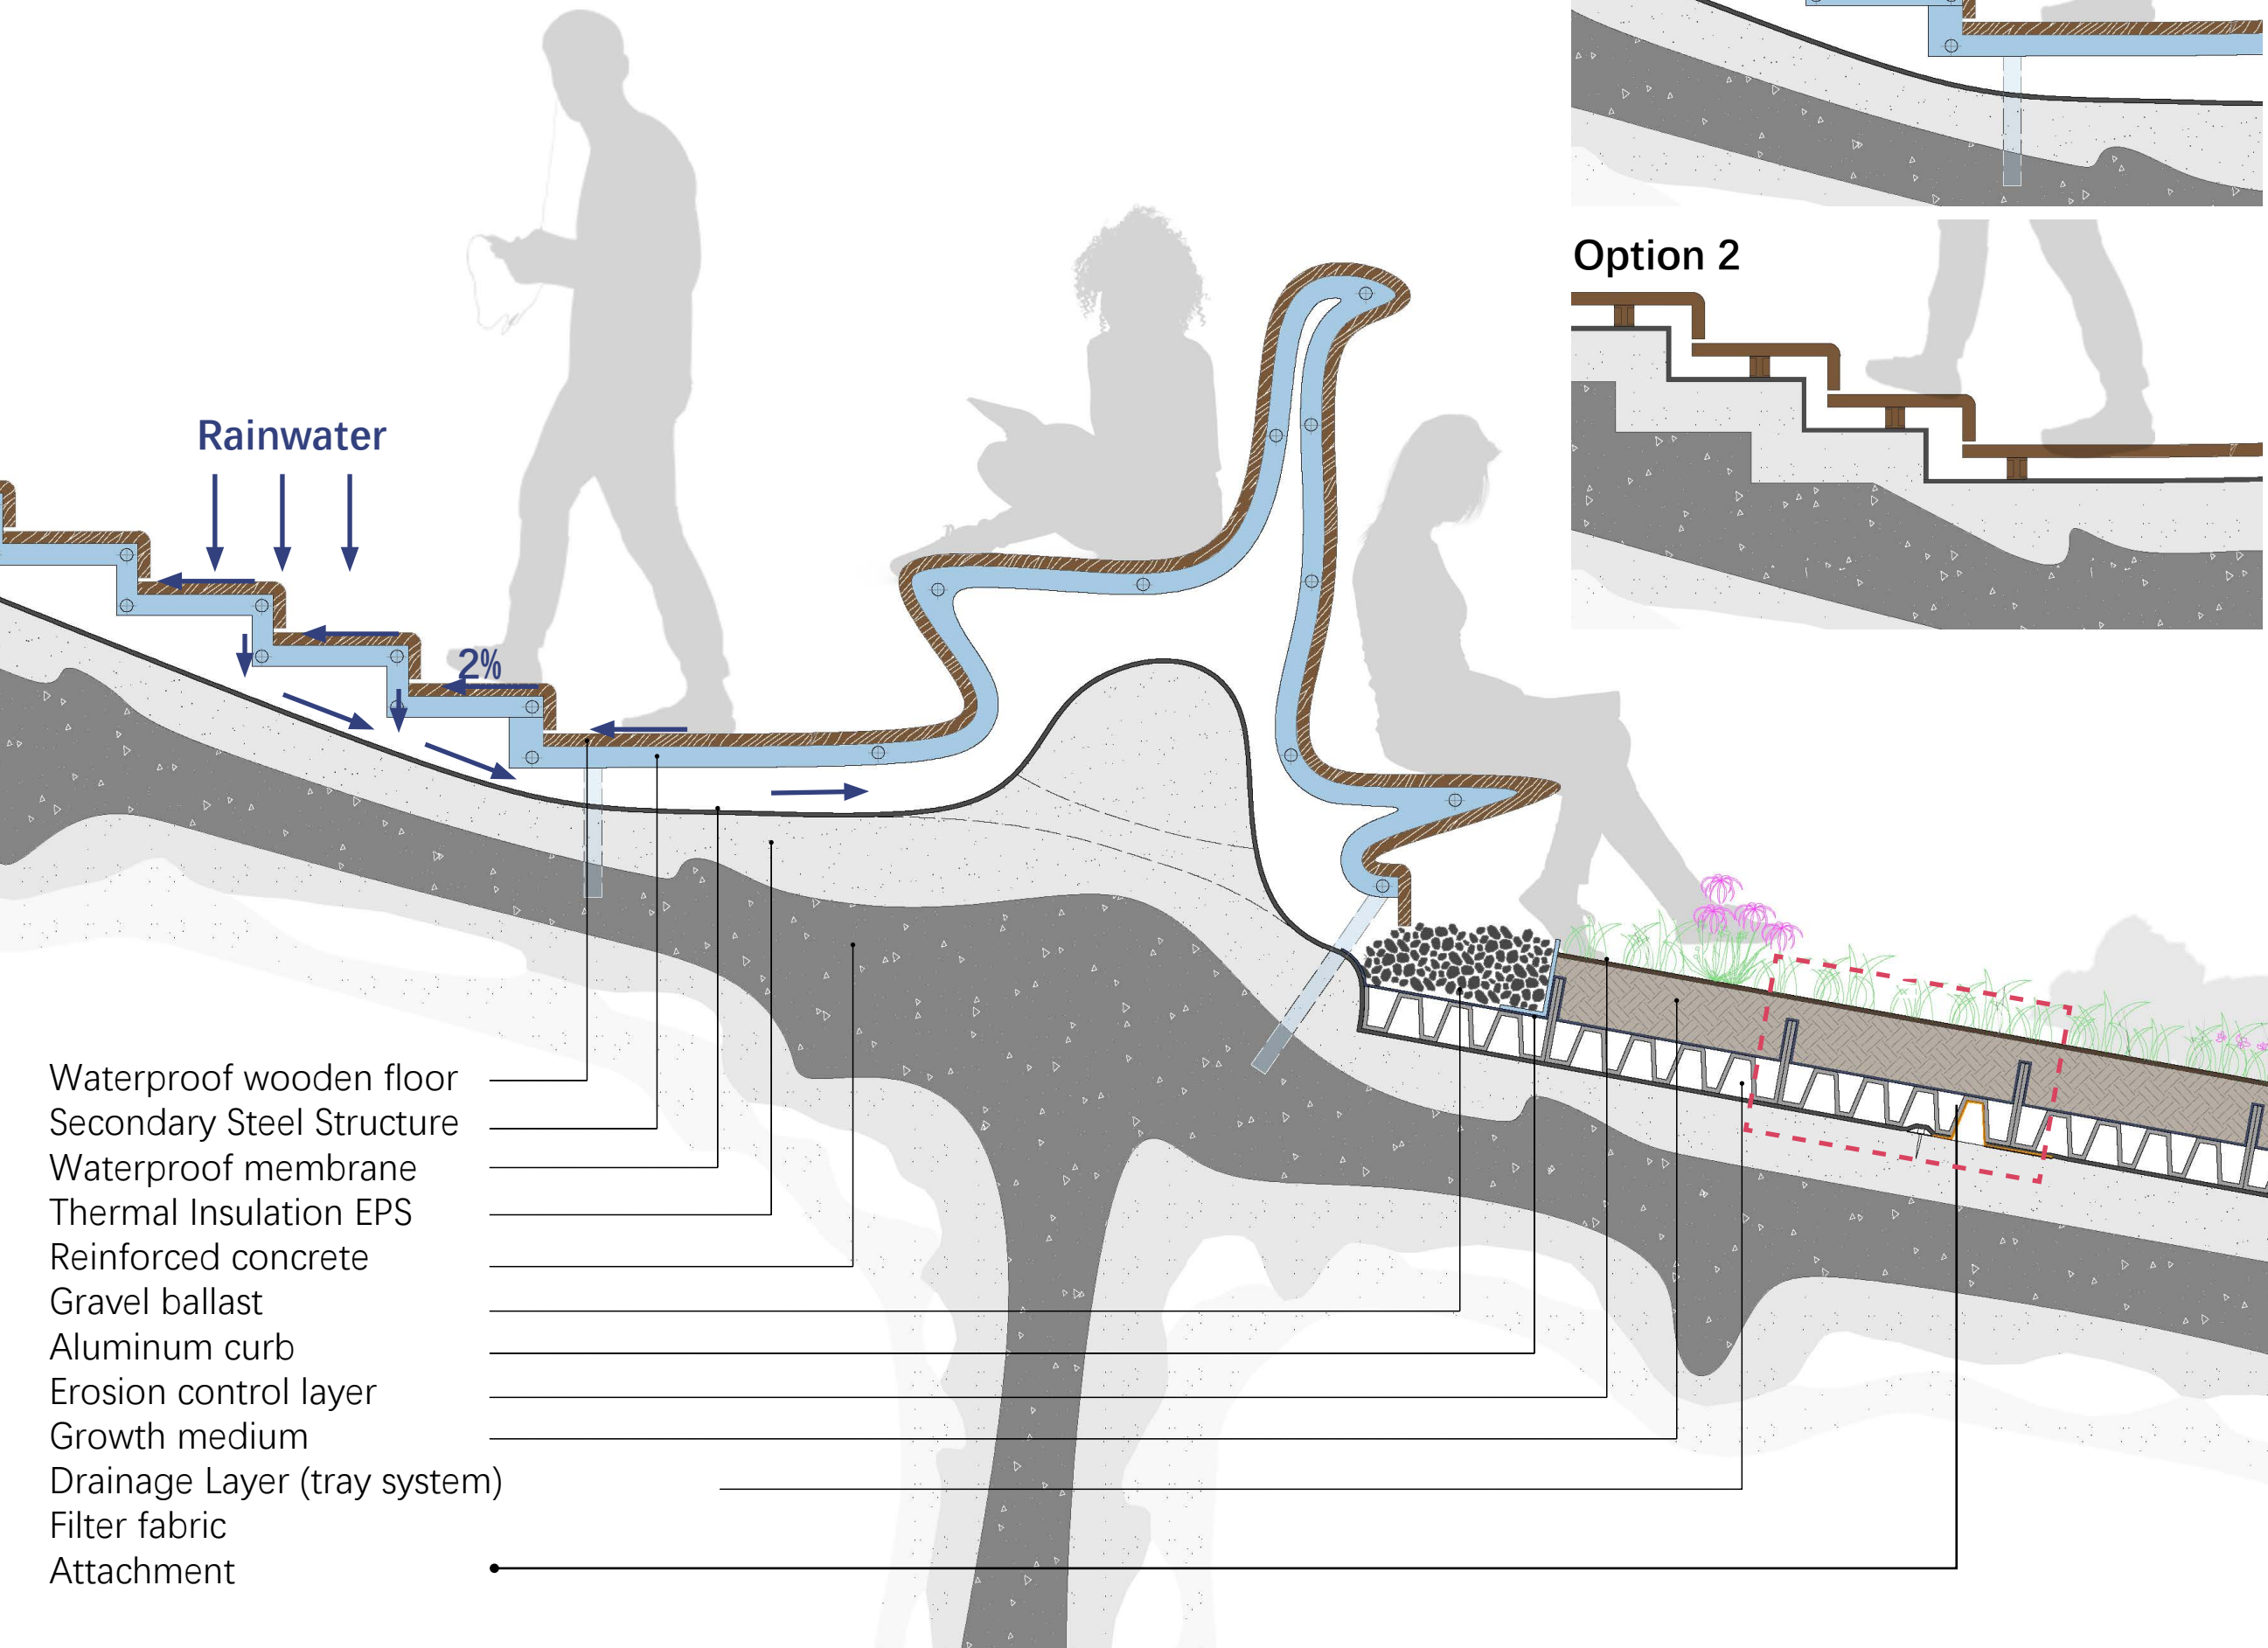 Option 2
Rainwater
2%
Waterproof wooden floor
Secondary Steel Structure
Waterproof membrane
Thermal Insulation EPS
Reinforced concrete
Gravel ballast
Aluminum curb
Erosion control layer
Growth medium
Drainage Layer (tray system)
Filter fabric
Attachment